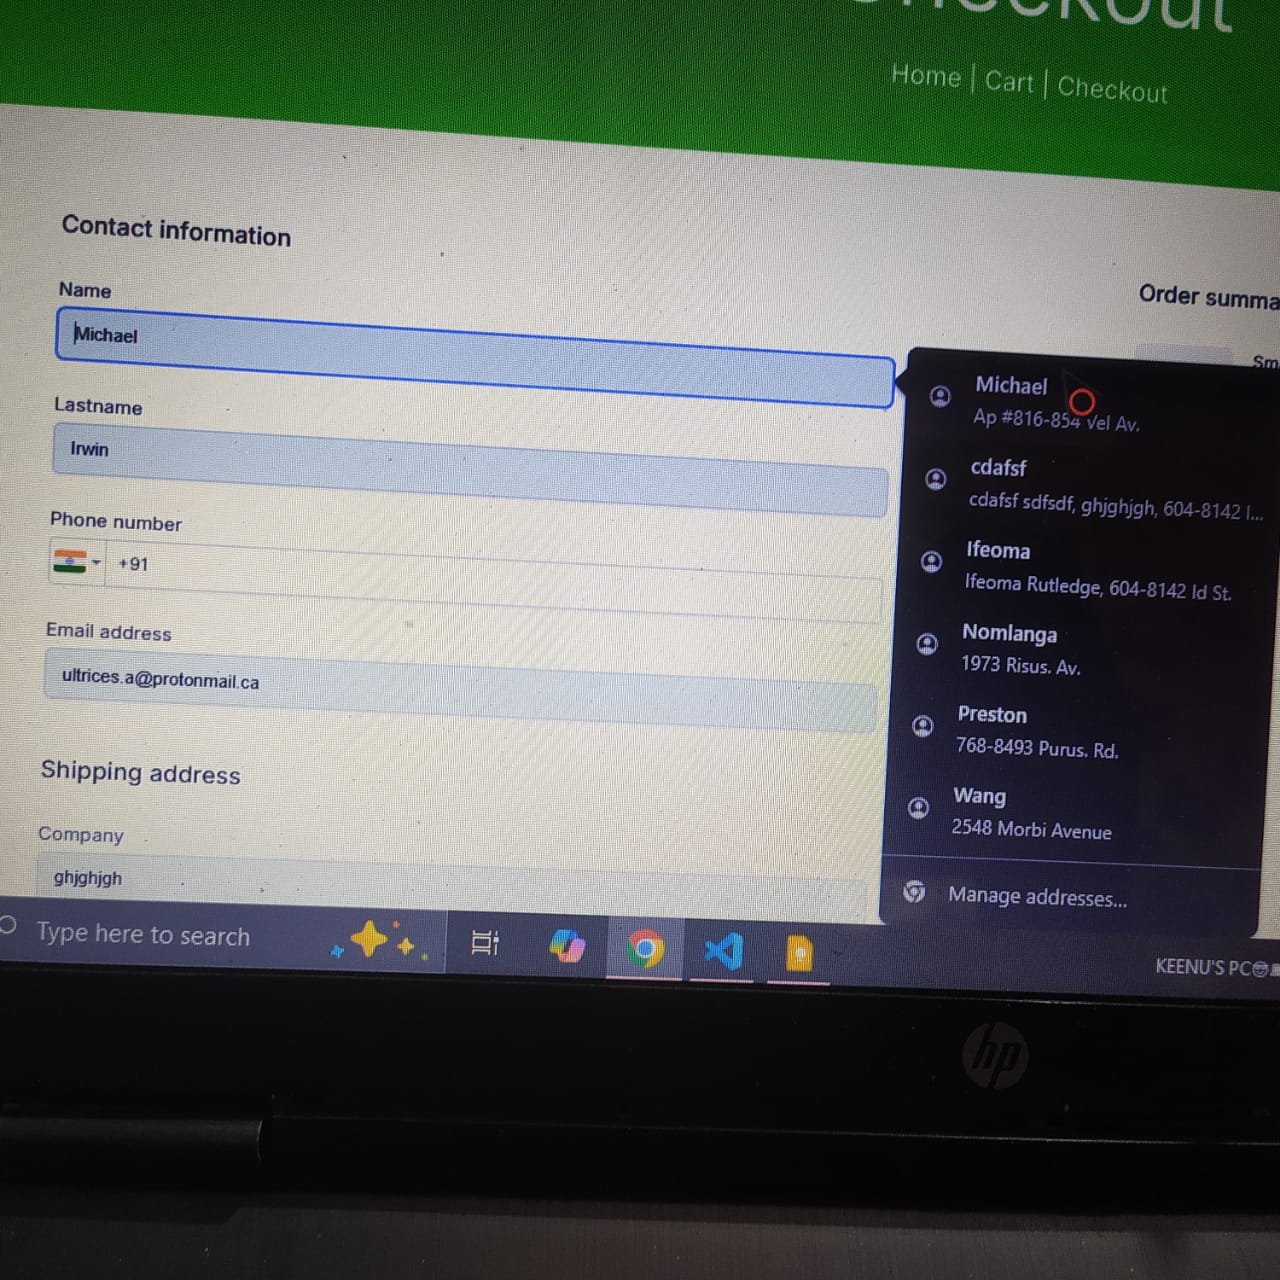 Checkout
Home | Cart | Checkout
Contact information
Name
Michael
Lastname
Irwin
Phone number
+91
Email address
ultrices.a@protonmail.ca
Shipping address
Company
ghjghjgh
Order summa
Sm
Michael
Ap #816-854 Vel Av.
cdafsf
cdafsf sdfsdf, ghjghjgh, 604-8142 I...
Ifeoma
Ifeoma Rutledge, 604-8142 Id St.
Nomlanga
1973 Risus. Av.
Preston
768-8493 Purus. Rd.
Wang
2548 Morbi Avenue
Manage addresses...
Type here to search
KEENU'S PC😎
hp